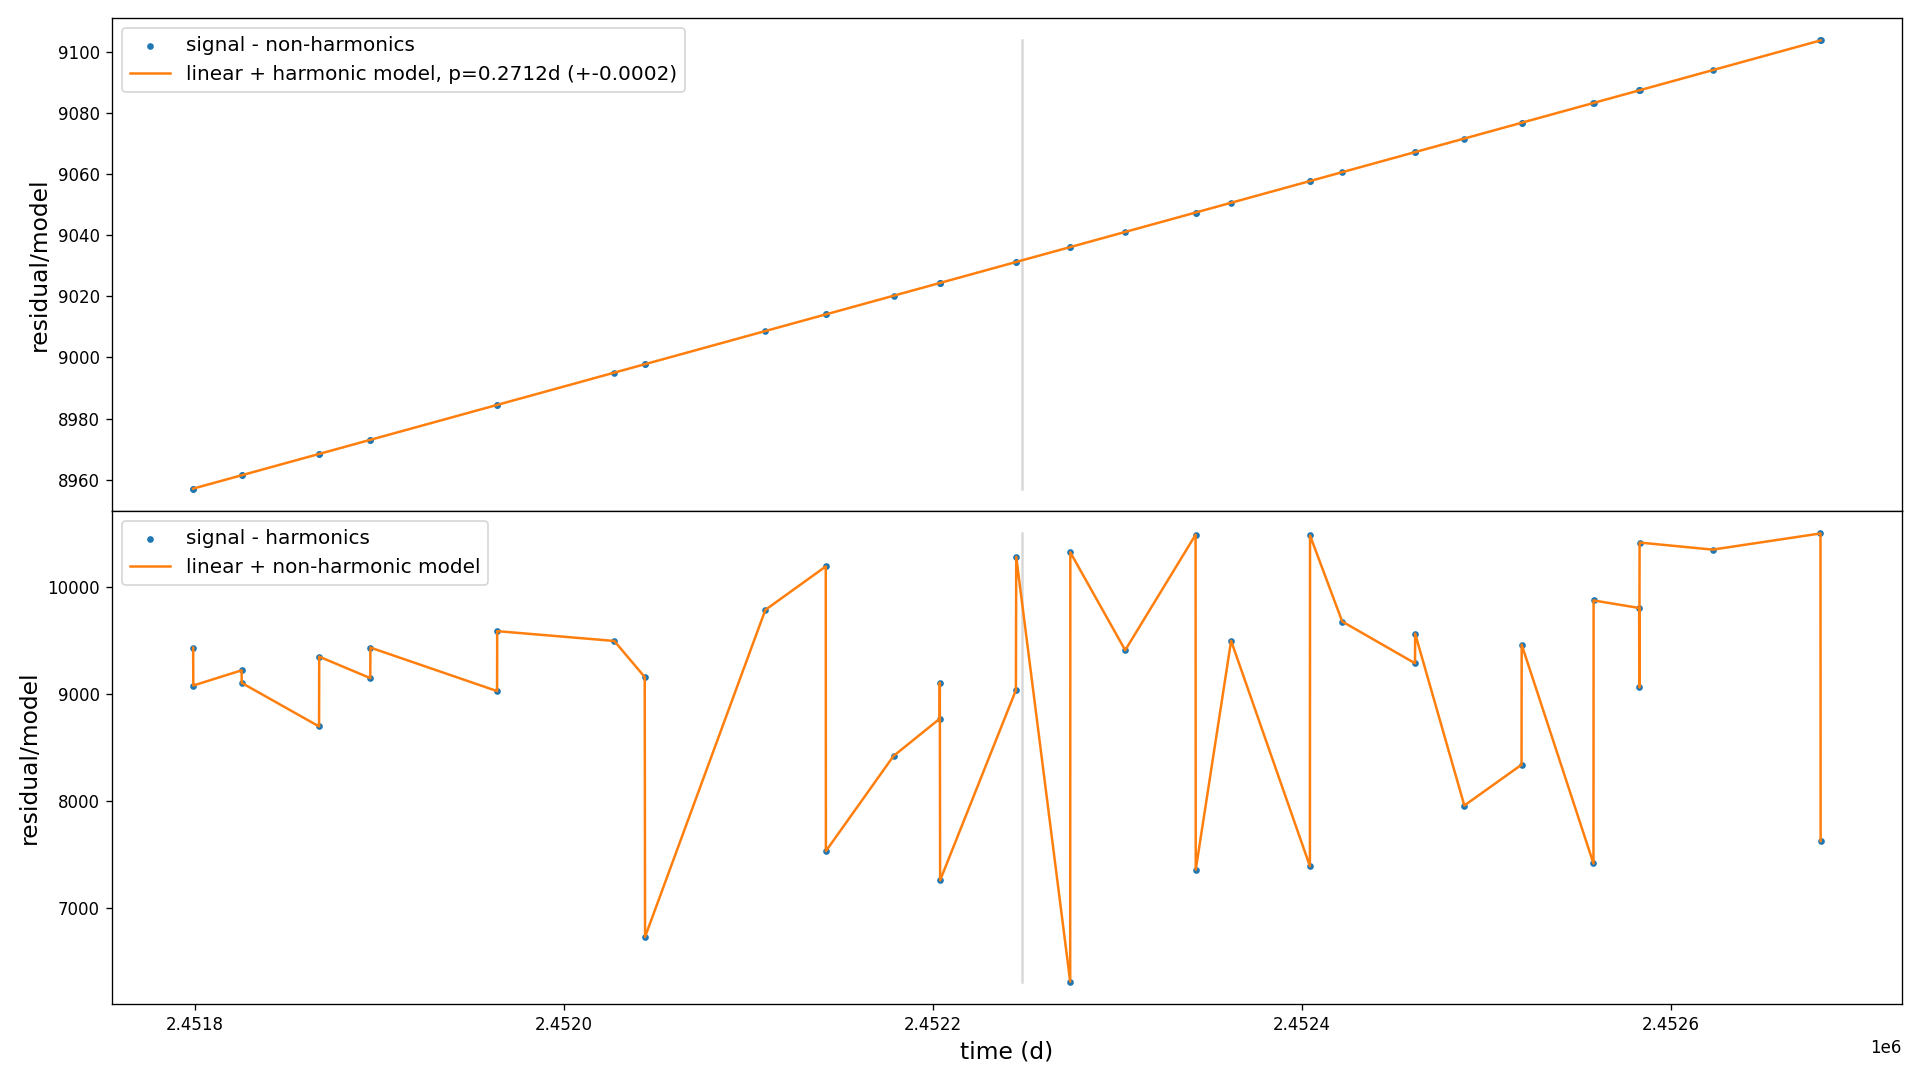 signal - non-harmonics
linear + harmonic model, p=0.2712d (+-0.0002)
9100
9080
9060
9040
9020
9000
8980
8960
residual/model
signal - harmonics
linear + non-harmonic model
10000
9000
8000
7000
residual/model
2.4518
2.4520
2.4522
2.4524
2.4526
time (d)
1e6